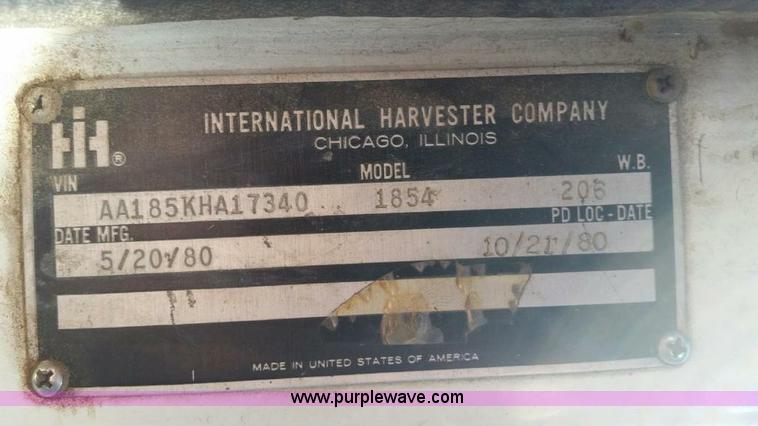 IH®
INTERNATIONAL HARVESTER COMPANY
CHICAGO, ILLINOIS
VIN MODEL W.B.
AA185KHA17340 1854 206
DATE MFG. PD LOC - DATE
5/20/80 10/21/80
MADE IN UNITED STATES OF AMERICA
www.purplewave.com